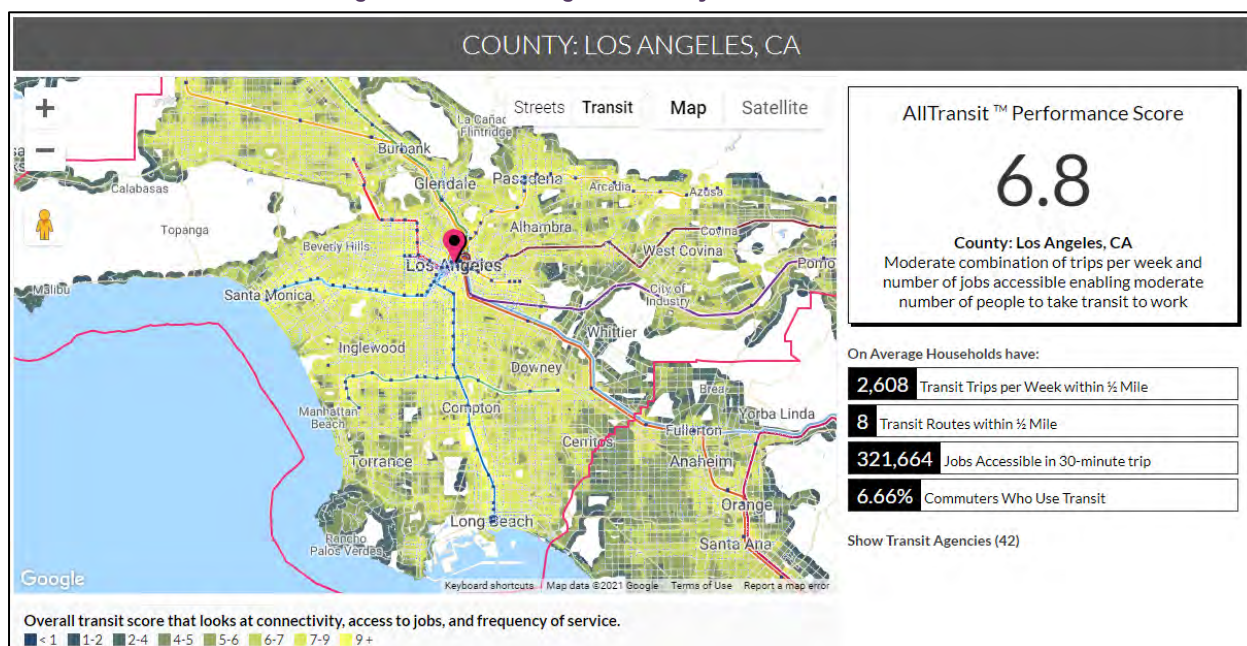 COUNTY: LOS ANGELES, CA
Streets Transit Map Satellite
La Cañad
Flintridge
Burbank
Glendale
Pasadena
Arcadia
Azusa
Calabasas
Topanga
Beverly Hills
Alhambra
Covina
West Covina
Los Angeles
Pomo
Malibu
Santa Monica
City of
Industry
Whittier
Inglewood
Downey
Brea
Manhattan
Beach
Compton
Yorba Linda
Fullerton
Cerritos
Anaheim
Torrance
Orange
Long Beach
Rancho
Palos Verdes
Santa Ana
Google
Keyboard shortcuts Map data ©2021 Google Terms of Use Report a map error
Overall transit score that looks at connectivity, access to jobs, and frequency of service.
< 1 1-2 2-4 4-5 5-6 6-7 7-9 9 +
AllTransit ™ Performance Score
6.8
County: Los Angeles, CA
Moderate combination of trips per week and
number of jobs accessible enabling moderate
number of people to take transit to work
On Average Households have:
2,608 Transit Trips per Week within ½ Mile
8 Transit Routes within ½ Mile
321,664 Jobs Accessible in 30-minute trip
6.66% Commuters Who Use Transit
Show Transit Agencies (42)